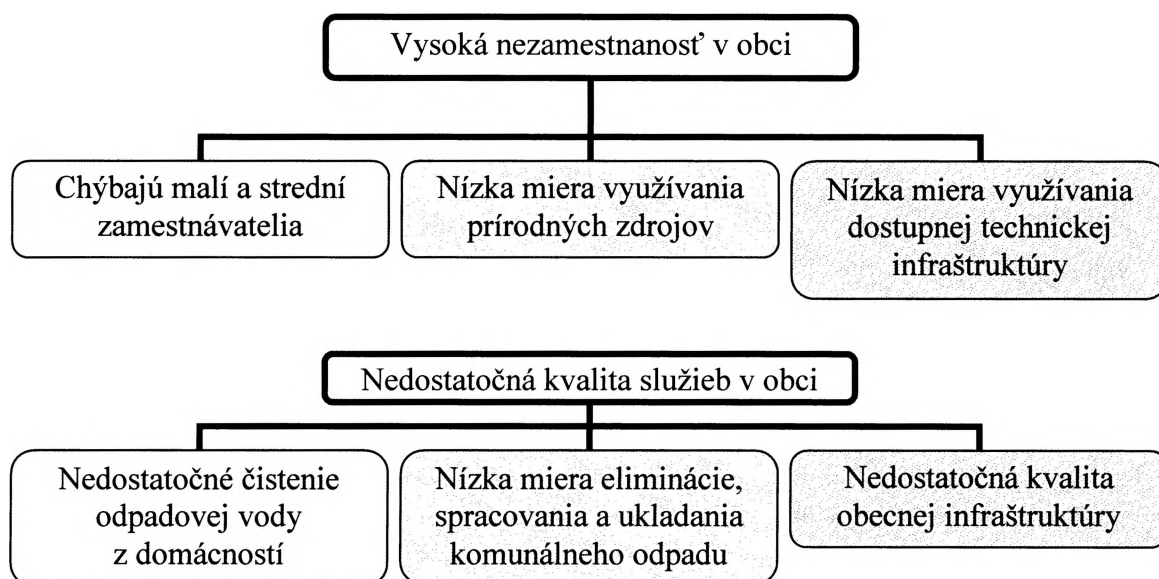 Vysoká nezamestnanosť v obci
Chýbajú malí a strední
zamestnávatelia
Nízka miera využívania
prírodných zdrojov
Nízka miera využívania
dostupnej technickej
infraštruktúry
Nedostatočná kvalita služieb v obci
Nedostatočné čistenie
odpadovej vody
z domácností
Nízka miera eliminácie,
spracovania a ukladania
komunálneho odpadu
Nedostatočná kvalita
obecnej infraštruktúry